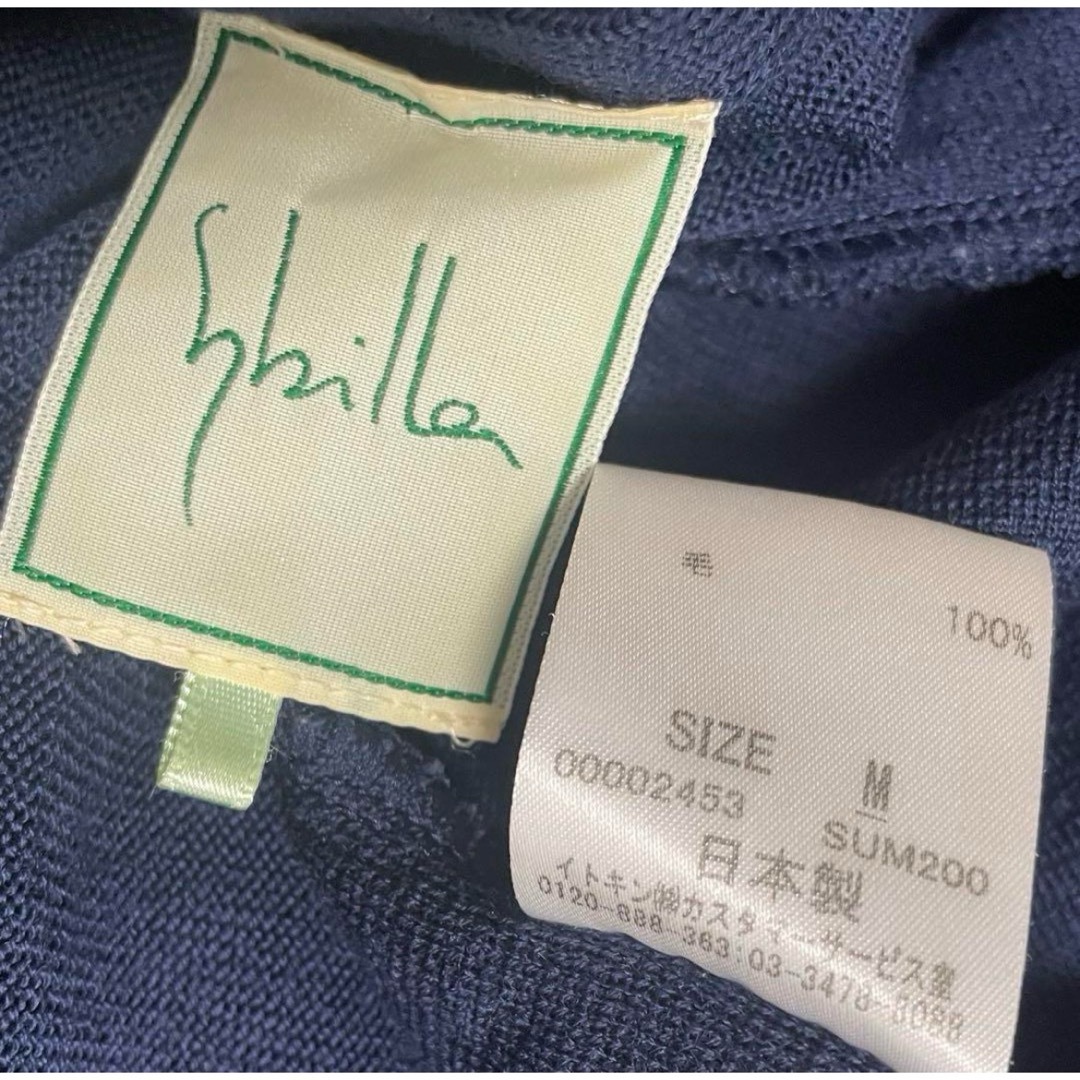 Sybilla
毛
100%
SIZE M
00002453 SUM200
日本製
イトキン㈱カスタマーサービス室
0120-888-363:03-3478-8088